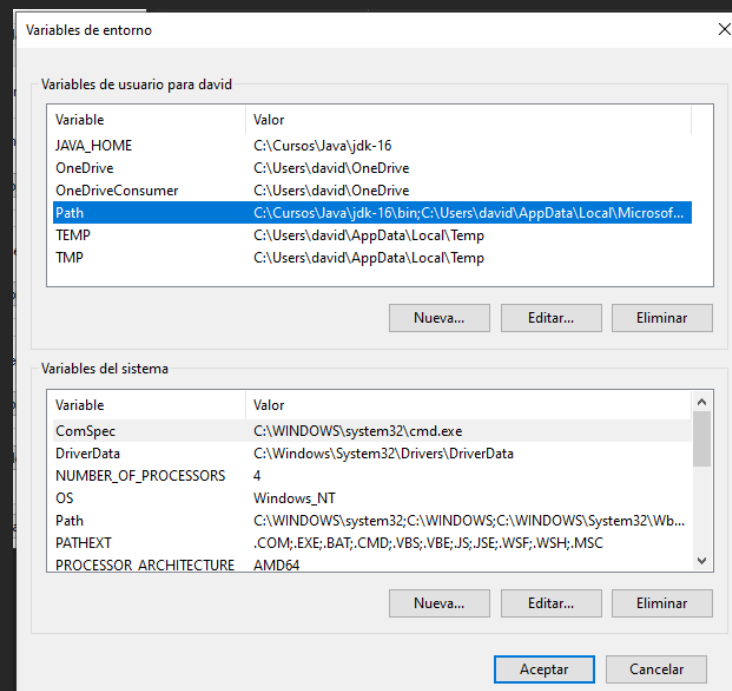 Variables de entorno
Variables de usuario para david
Variable Valor
JAVA_HOME C:\Cursos\Java\jdk-16
OneDrive C:\Users\david\OneDrive
OneDriveConsumer C:\Users\david\OneDrive
Path C:\Cursos\Java\jdk-16\bin;C:\Users\david\AppData\Local\Microsof...
TEMP C:\Users\david\AppData\Local\Temp
TMP C:\Users\david\AppData\Local\Temp
Nueva... Editar... Eliminar
Variables del sistema
Variable Valor
ComSpec C:\WINDOWS\system32\cmd.exe
DriverData C:\Windows\System32\Drivers\DriverData
NUMBER_OF_PROCESSORS 4
OS Windows_NT
Path C:\WINDOWS\system32;C:\WINDOWS;C:\WINDOWS\System32\Wb...
PATHEXT .COM;.EXE;.BAT;.CMD;.VBS;.VBE;.JS;.JSE;.WSF;.WSH;.MSC
PROCESSOR_ARCHITECTURE AMD64
Nueva... Editar... Eliminar
Aceptar Cancelar